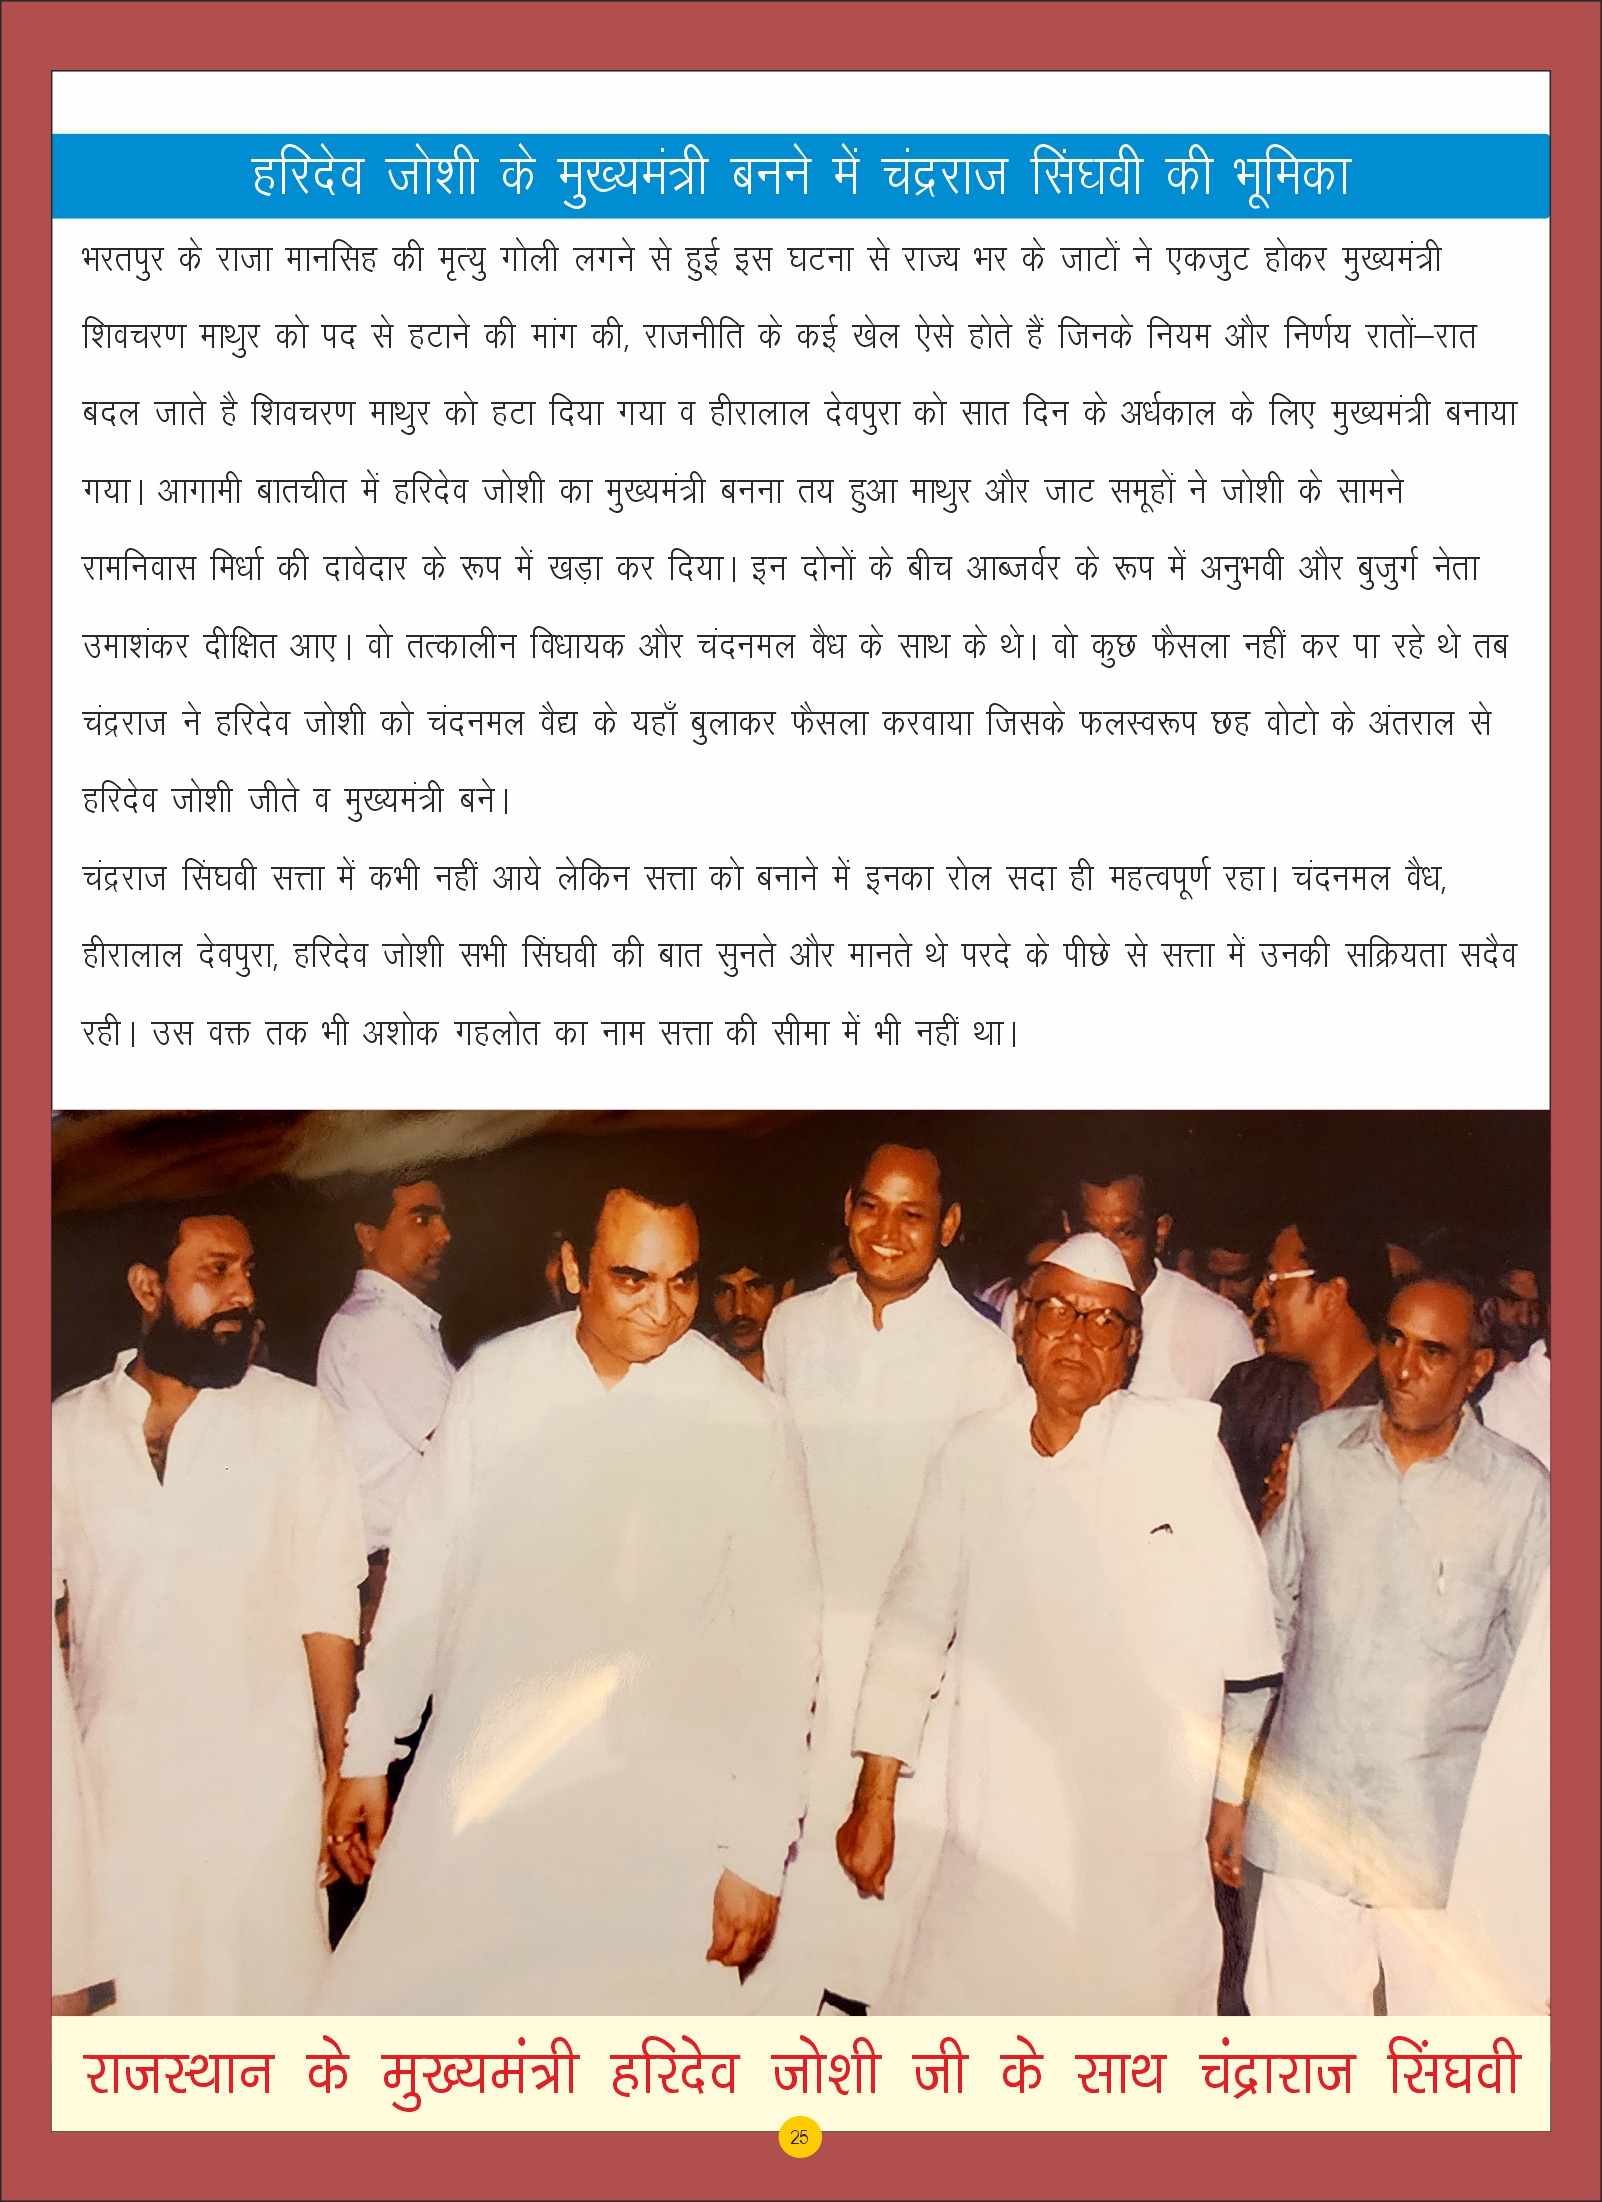 हरिदेव जोशी के मुख्यमंत्री बनने में चंद्रराज सिंघवी की भूमिका
भरतपुर के राजा मानसिह की मृत्यु गोली लगने से हुई इस घटना से राज्य भर के जाटों ने एकजुट होकर मुख्यमंत्री
शिवचरण माथुर को पद से हटाने की मांग की, राजनीति के कई खेल ऐसे होते हैं जिनके नियम और निर्णय रातों–रात
बदल जाते है शिवचरण माथुर को हटा दिया गया व हीरालाल देवपुरा को सात दिन के अर्धकाल के लिए मुख्यमंत्री बनाया
गया। आगामी बातचीत में हरिदेव जोशी का मुख्यमंत्री बनना तय हुआ माथुर और जाट समूहों ने जोशी के सामने
रामनिवास मिर्धा की दावेदार के रूप में खड़ा कर दिया। इन दोनों के बीच आब्जर्वर के रूप में अनुभवी और बुजुर्ग नेता
उमाशंकर दीक्षित आए। वो तत्कालीन विधायक और चंदनमल वैध के साथ के थे। वो कुछ फैसला नहीं कर पा रहे थे तब
चंद्रराज ने हरिदेव जोशी को चंदनमल वैद्य के यहाँ बुलाकर फैसला करवाया जिसके फलस्वरूप छह वोटो के अंतराल से
हरिदेव जोशी जीते व मुख्यमंत्री बने।
चंद्रराज सिंघवी सत्ता में कभी नहीं आये लेकिन सत्ता को बनाने में इनका रोल सदा ही महत्वपूर्ण रहा। चंदनमल वैध,
हीरालाल देवपुरा, हरिदेव जोशी सभी सिंघवी की बात सुनते और मानते थे परदे के पीछे से सत्ता में उनकी सक्रियता सदैव
रही। उस वक्त तक भी अशोक गहलोत का नाम सत्ता की सीमा में भी नहीं था।
राजस्थान के मुख्यमंत्री हरिदेव जोशी जी के साथ चंद्राराज सिंघवी
25